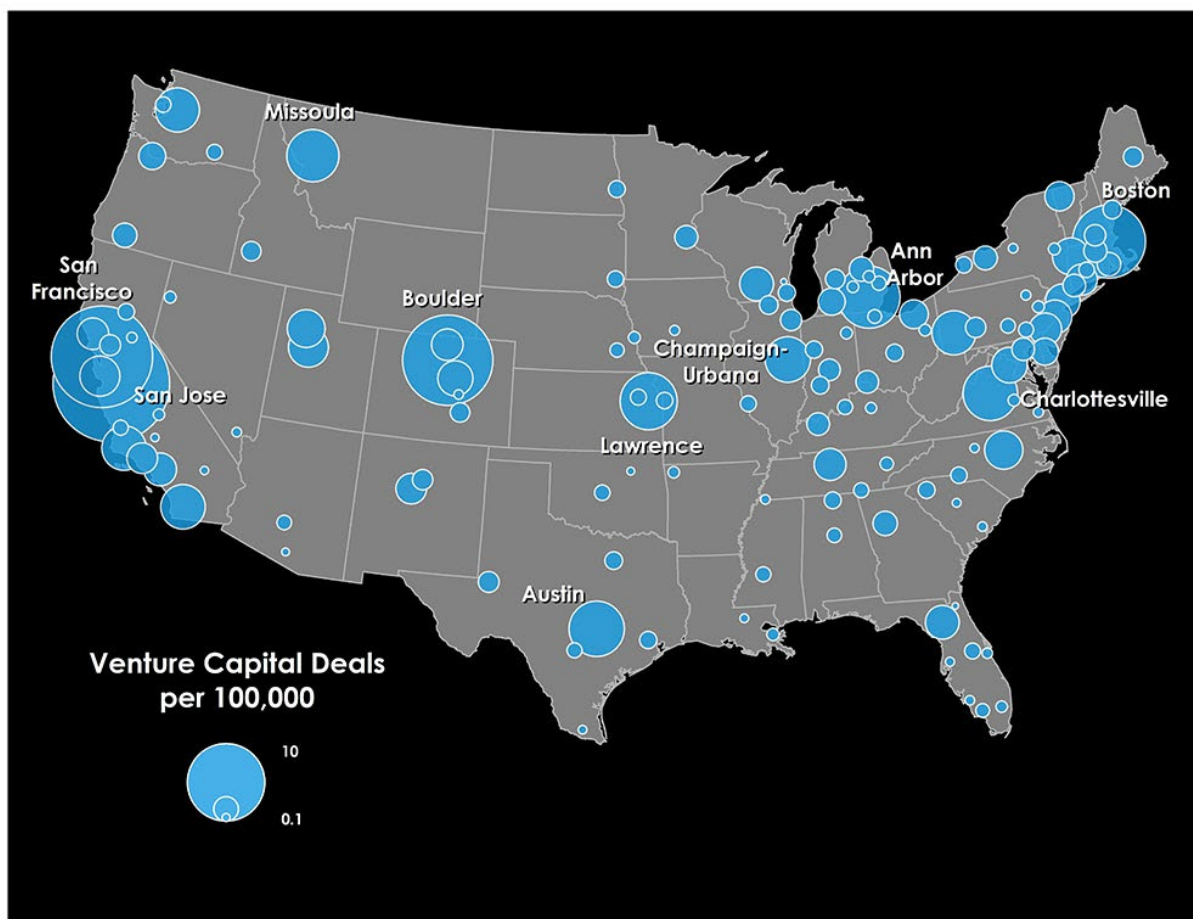 Missoula
Boston
San
Francisco
Ann
Arbor
Boulder
Champaign-
Urbana
San Jose
Charlottesville
Lawrence
Austin
Venture Capital Deals
per 100,000
10
0.1